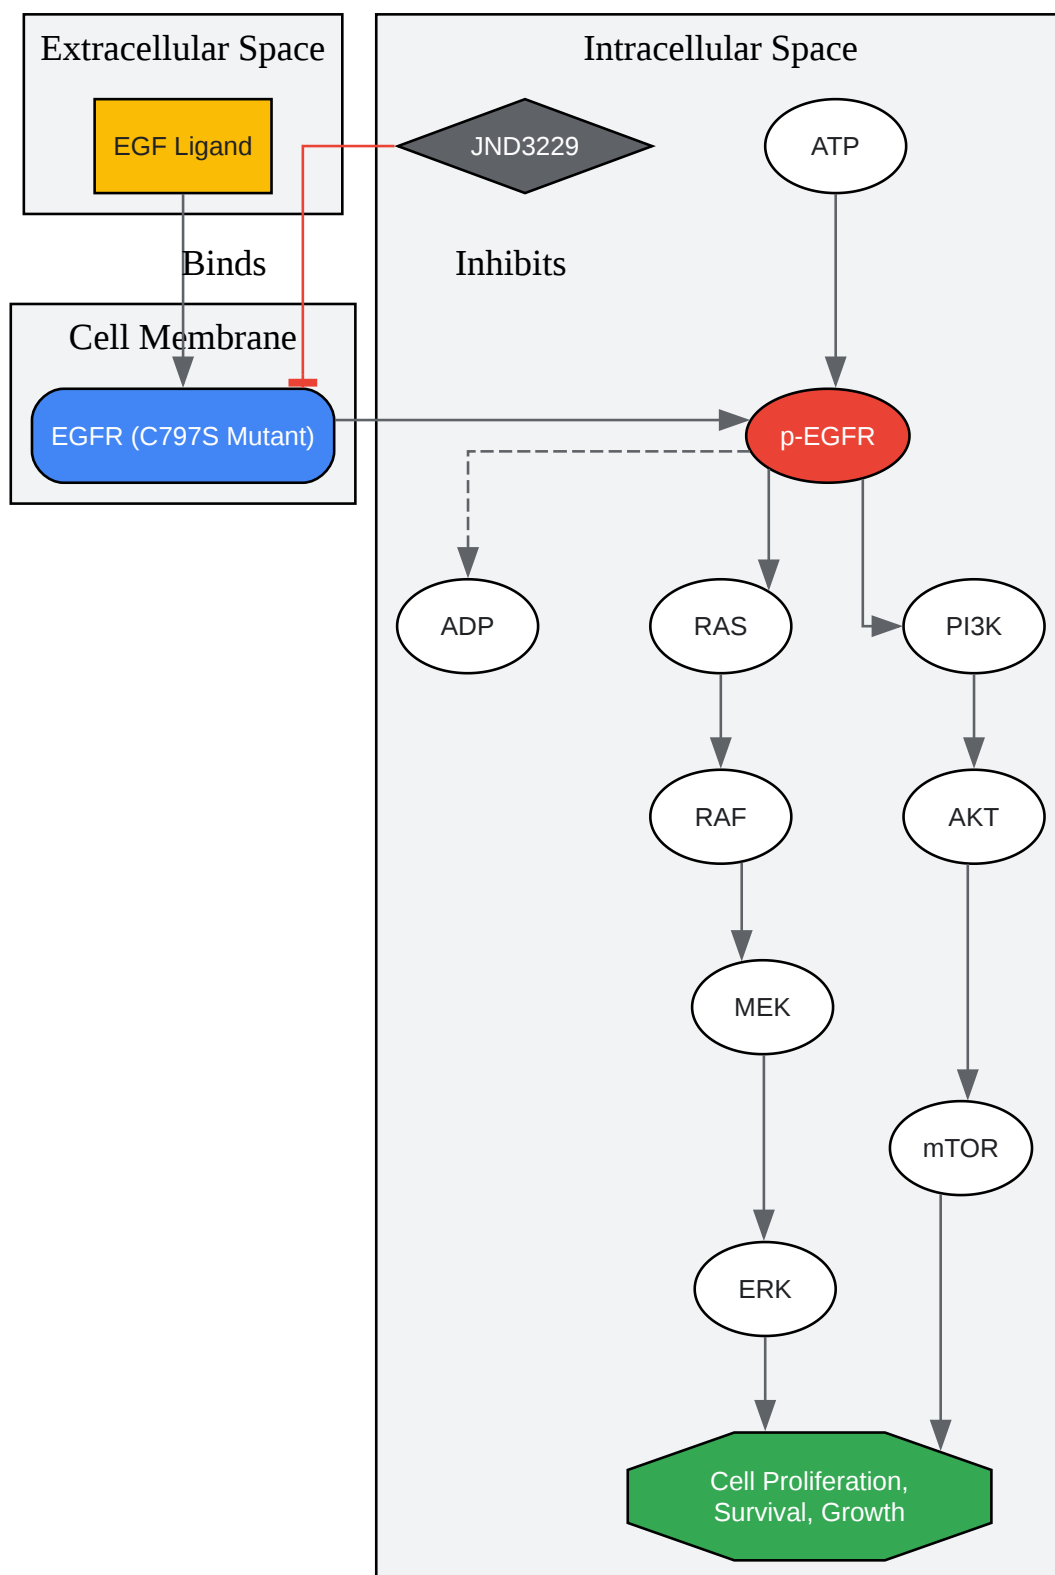 Extracellular Space
Intracellular Space
EGF Ligand
JND3229
ATP
Binds
Inhibits
Cell Membrane
EGFR (C797S Mutant)
p-EGFR
ADP
RAS
PI3K
RAF
AKT
MEK
mTOR
ERK
Cell Proliferation,
Survival, Growth